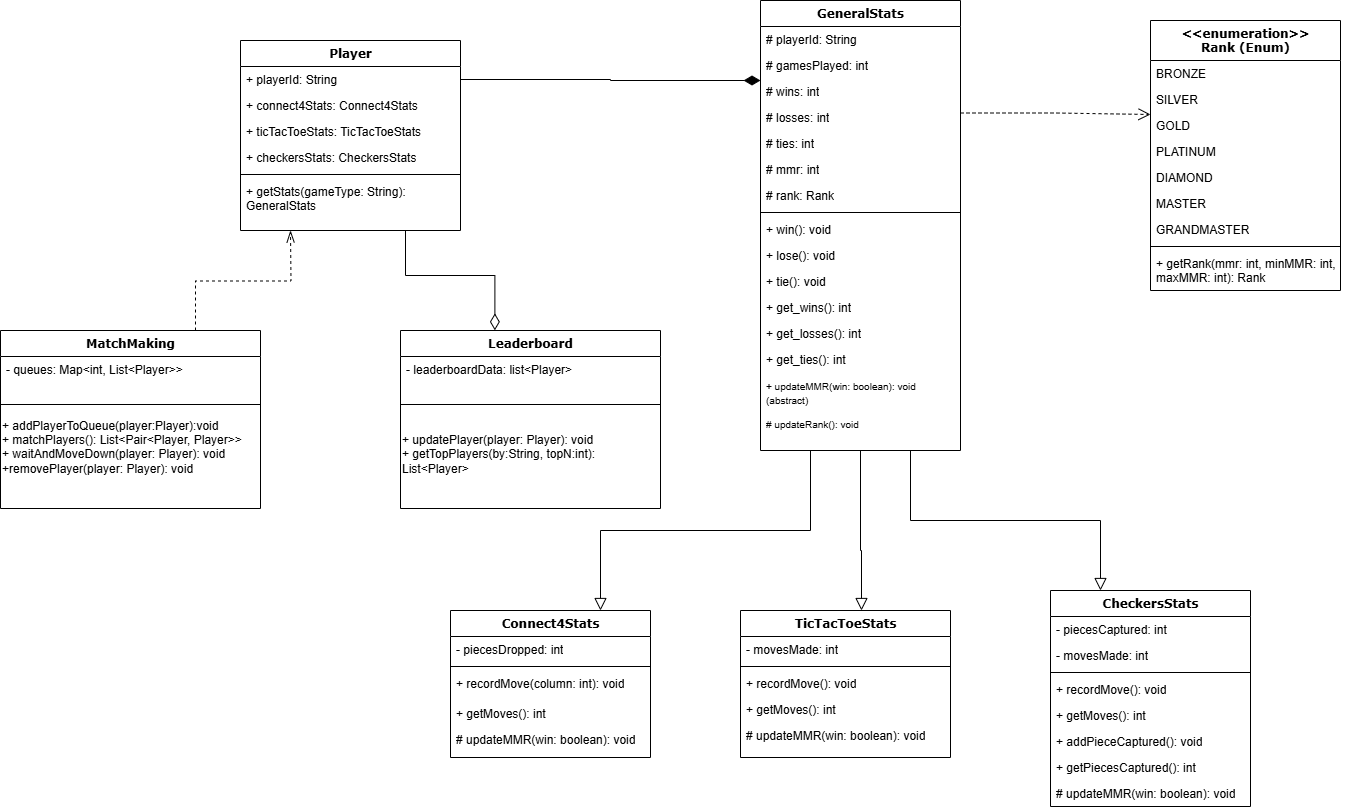 Player
+ playerId: String
+ connect4Stats: Connect4Stats
+ ticTacToeStats: TicTacToeStats
+ checkersStats: CheckersStats
+ getStats(gameType: String):
GeneralStats
GeneralStats
# playerId: String
# gamesPlayed: int
# wins: int
# losses: int
# ties: int
# mmr: int
# rank: Rank
+ win(): void
+ lose(): void
+ tie(): void
+ get_wins(): int
+ get_losses(): int
+ get_ties(): int
+ updateMMR(win: boolean): void
(abstract)
# updateRank(): void
<<enumeration>>
Rank (Enum)
BRONZE
SILVER
GOLD
PLATINUM
DIAMOND
MASTER
GRANDMASTER
+ getRank(mmr: int, minMMR: int,
maxMMR: int): Rank
MatchMaking
- queues: Map<int, List<Player>>
+ addPlayerToQueue(player:Player):void
+ matchPlayers(): List<Pair<Player, Player>>
+ waitAndMoveDown(player: Player): void
+removePlayer(player: Player): void
Leaderboard
- leaderboardData: list<Player>
+ updatePlayer(player: Player): void
+ getTopPlayers(by:String, topN:int):
List<Player>
Connect4Stats
- piecesDropped: int
+ recordMove(column: int): void
+ getMoves(): int
# updateMMR(win: boolean): void
TicTacToeStats
- movesMade: int
+ recordMove(): void
+ getMoves(): int
# updateMMR(win: boolean): void
CheckersStats
- piecesCaptured: int
- movesMade: int
+ recordMove(): void
+ getMoves(): int
+ addPieceCaptured(): void
+ getPiecesCaptured(): int
# updateMMR(win: boolean): void